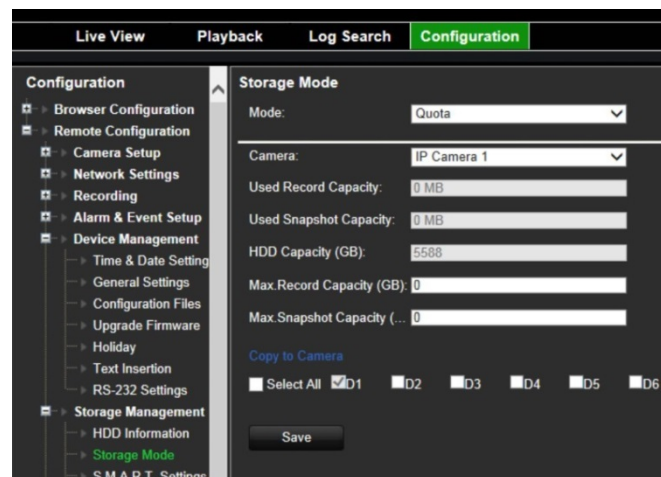 Live View Playback Log Search Configuration
Configuration
Browser Configuration
Remote Configuration
Camera Setup
Network Settings
Recording
Alarm & Event Setup
Device Management
Time & Date Setting
General Settings
Configuration Files
Upgrade Firmware
Holiday
Text Insertion
RS-232 Settings
Storage Management
HDD Information
Storage Mode
S.M.A.R.T. Settings
Storage Mode
Mode: Quota
Camera: IP Camera 1
Used Record Capacity: 0 MB
Used Snapshot Capacity: 0 MB
HDD Capacity (GB): 5588
Max.Record Capacity (GB): 0
Max.Snapshot Capacity (... 0
Copy to Camera
Select All D1 D2 D3 D4 D5 D6
Save